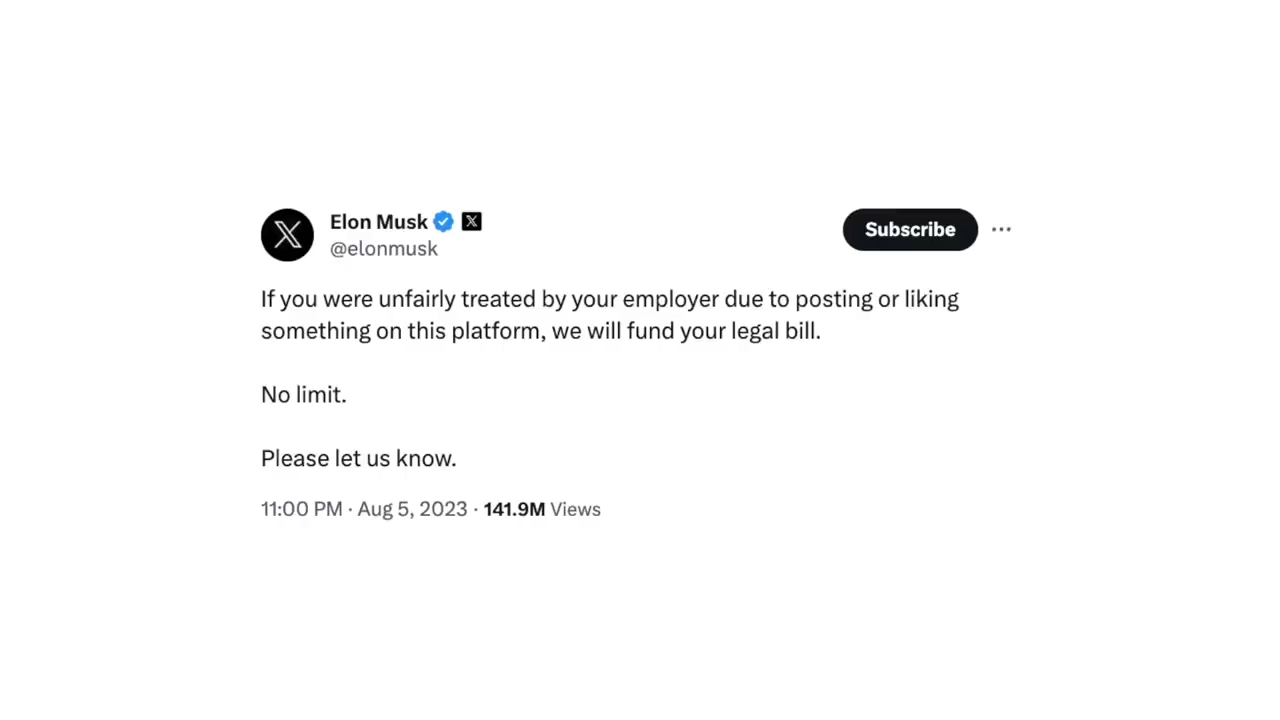 Elon Musk
@elonmusk
Subscribe
If you were unfairly treated by your employer due to posting or liking
something on this platform, we will fund your legal bill.
No limit.
Please let us know.
11:00 PM · Aug 5, 2023 · 141.9M Views